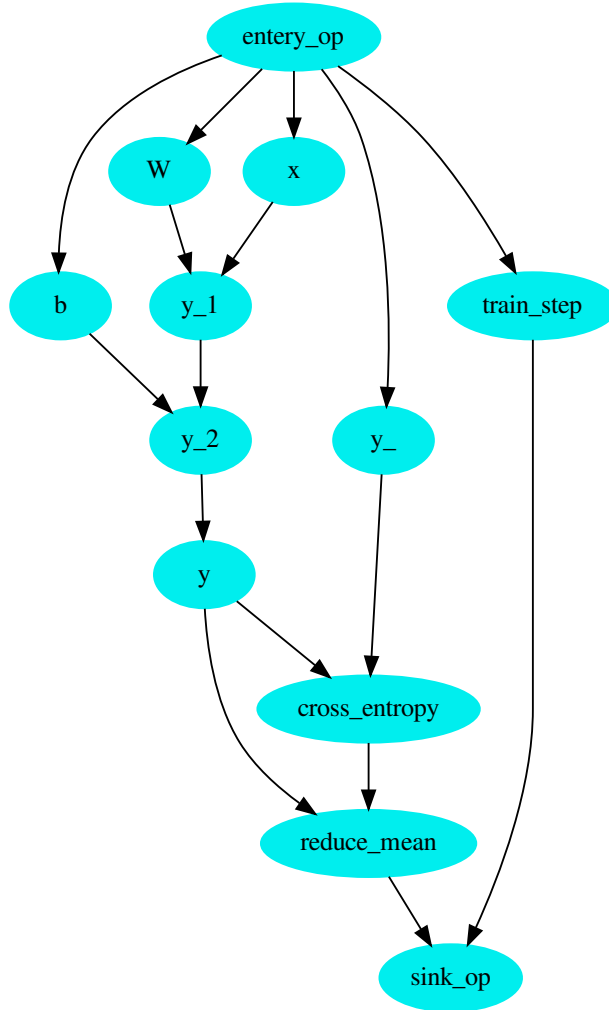 entery_op
W
x
b
y_1
train_step
y_2
y_
y
cross_entropy
reduce_mean
sink_op